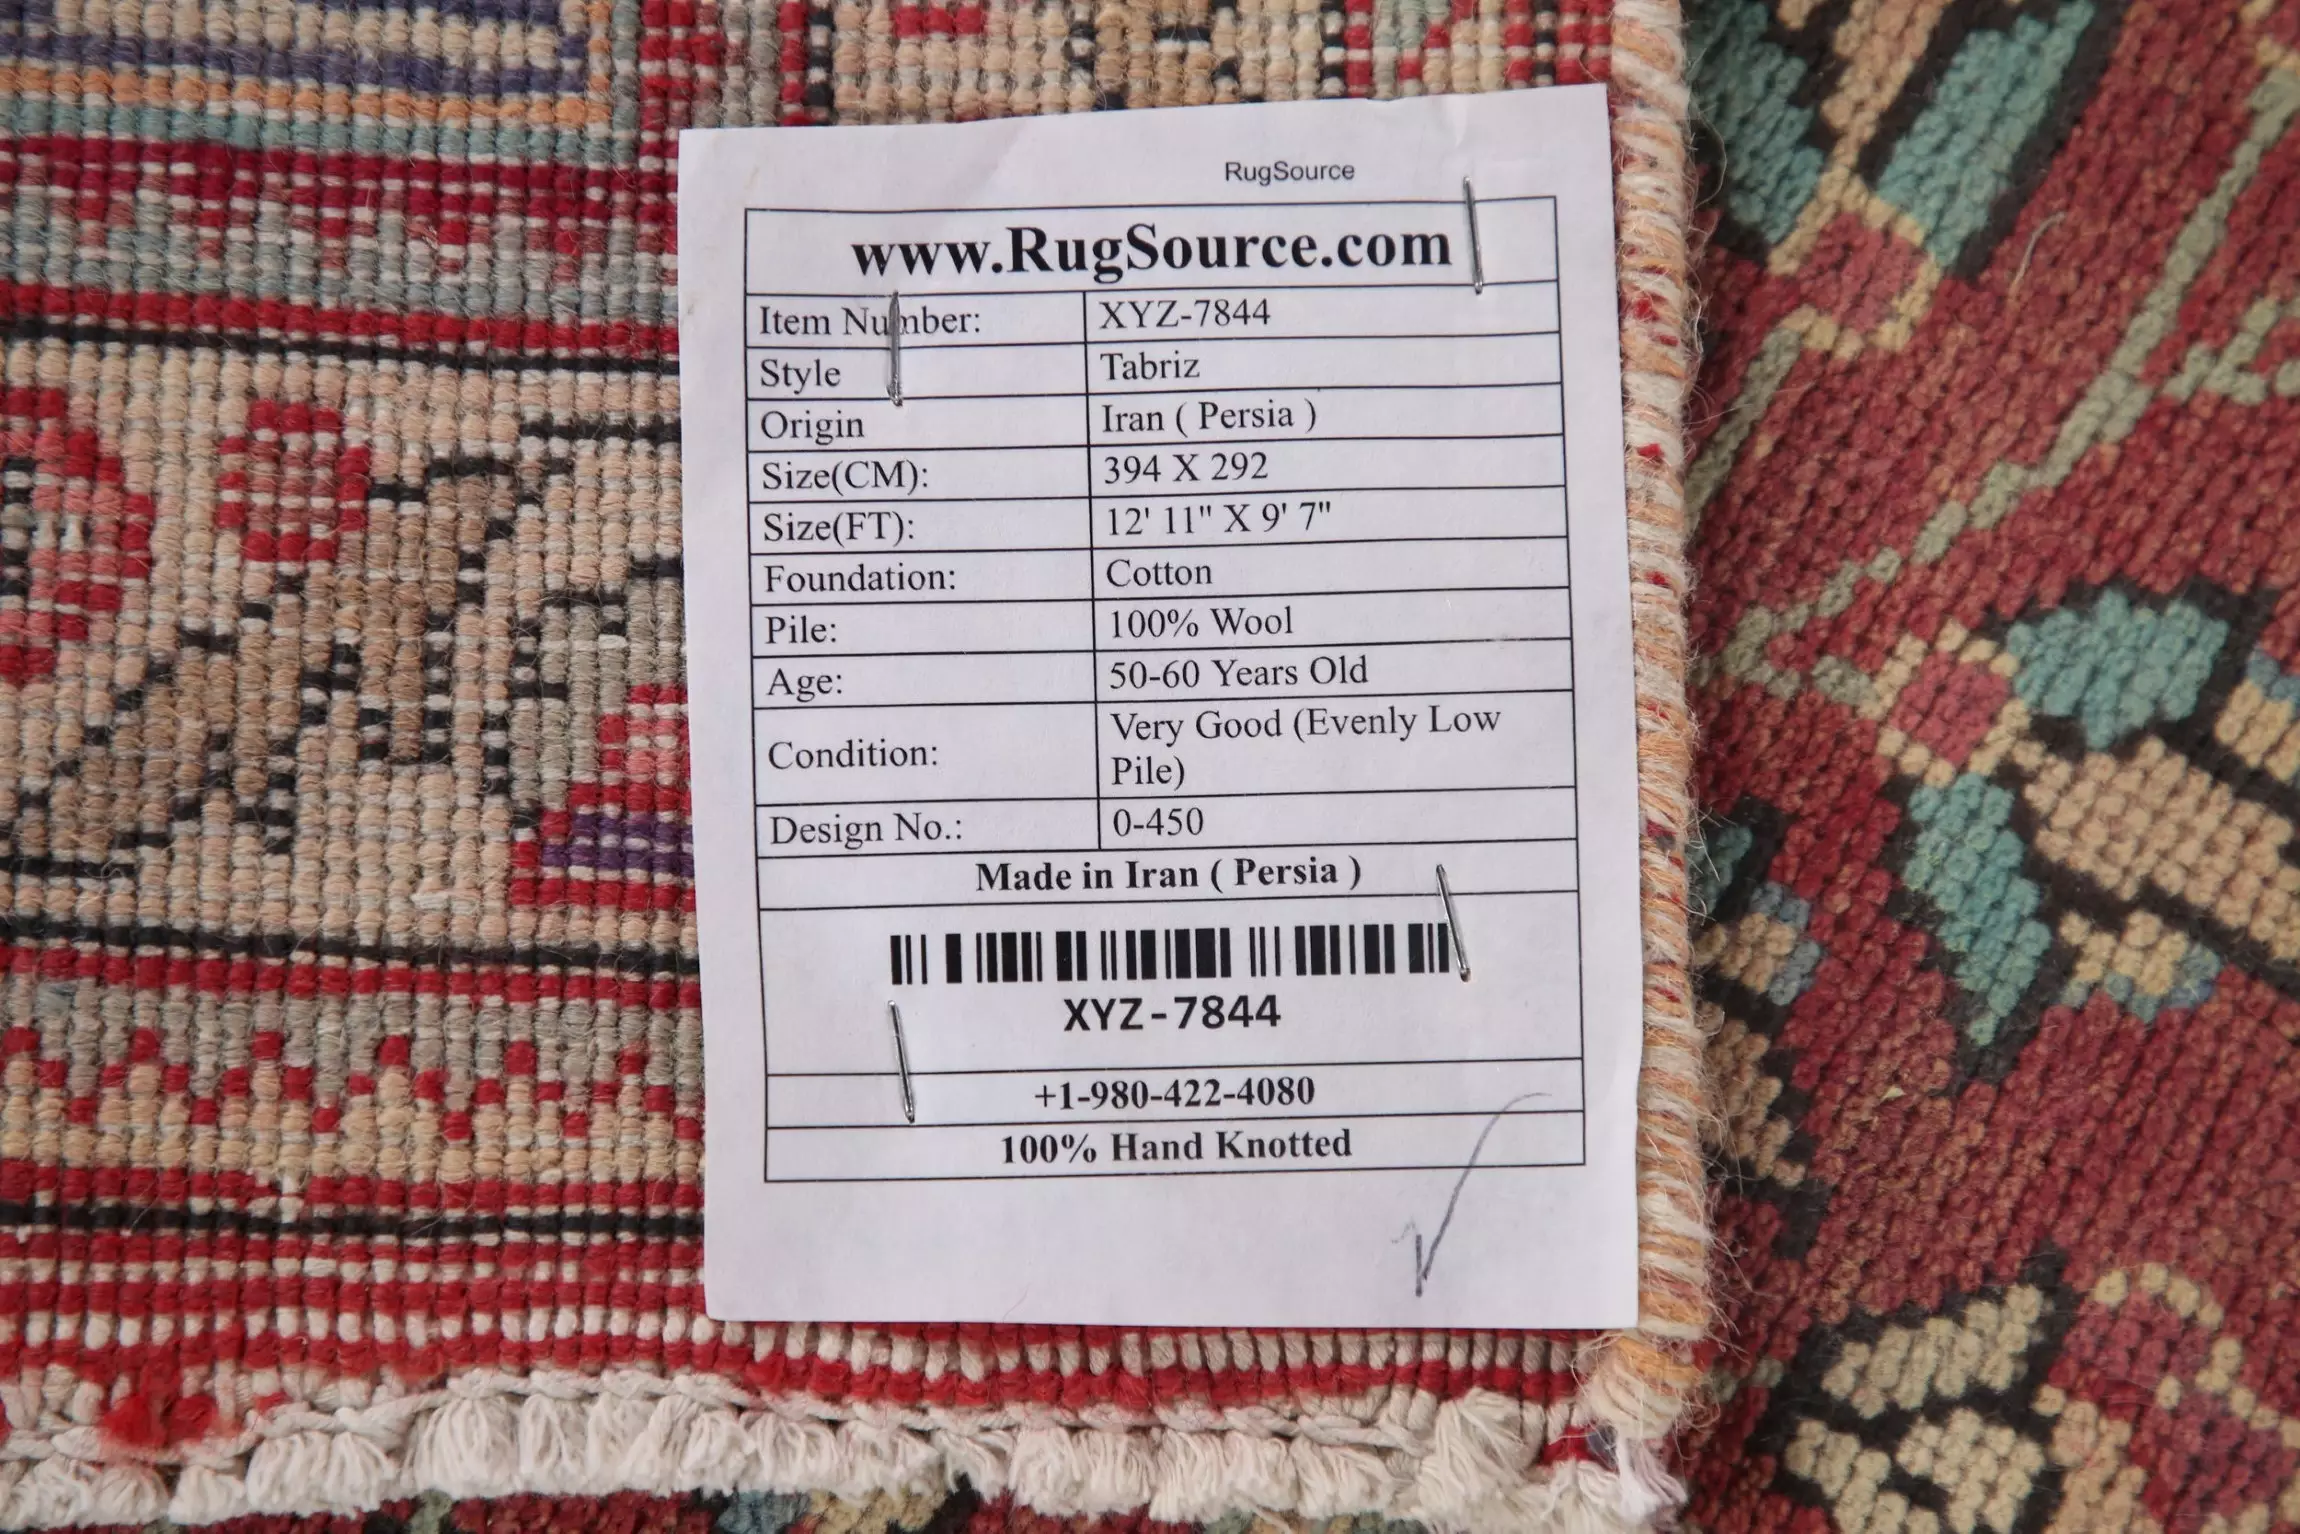 RugSource
www.RugSource.com
Item Number: XYZ-7844
Style Tabriz
Origin Iran ( Persia )
Size(CM): 394 X 292
Size(FT): 12' 11" X 9' 7"
Foundation: Cotton
Pile: 100% Wool
Age: 50-60 Years Old
Condition: Very Good (Evenly Low
Pile)
Design No.: 0-450
Made in Iran ( Persia )
XYZ-7844
+1-980-422-4080
100% Hand Knotted